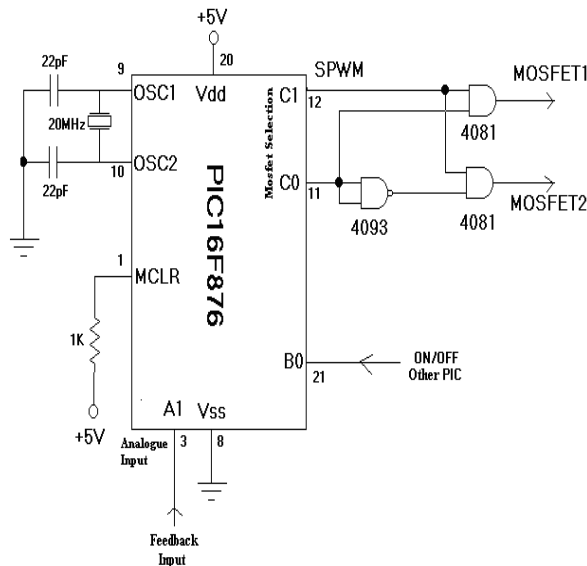 +5V
22pF
9
20
SPWM
OSC1
Vdd
C1
12
MOSFET1
20MHz
4081
OSC2
10
22pF
Mosfet Selection
C0
11
4093
4081
MOSFET2
PIC16F876
1
MCLR
1K
B0
21
ON/OFF
Other PIC
+5V
A1
Vss
Analogue
Input
3
8
Feedback
Input